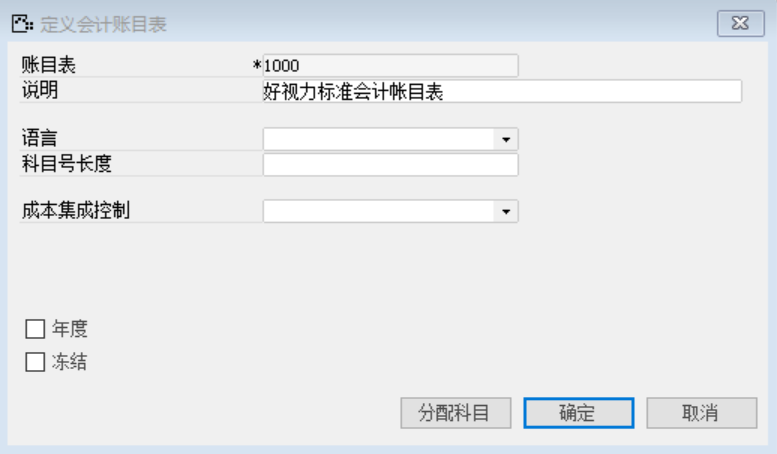 定义会计账目表
账目表 *1000
说明 好视力标准会计帐目表
语言
科目号长度
成本集成控制
年度
冻结
分配科目 确定 取消